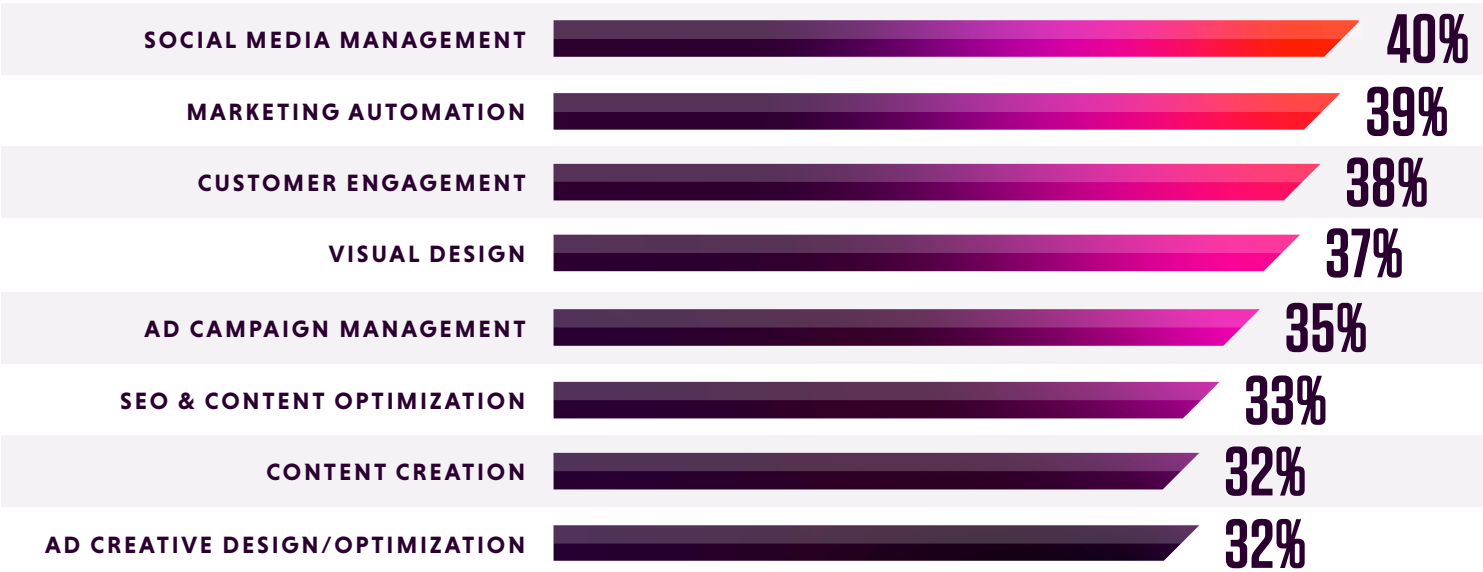 SOCIAL MEDIA MANAGEMENT 40%
MARKETING AUTOMATION 39%
CUSTOMER ENGAGEMENT 38%
VISUAL DESIGN 37%
AD CAMPAIGN MANAGEMENT 35%
SEO & CONTENT OPTIMIZATION 33%
CONTENT CREATION 32%
AD CREATIVE DESIGN/OPTIMIZATION 32%